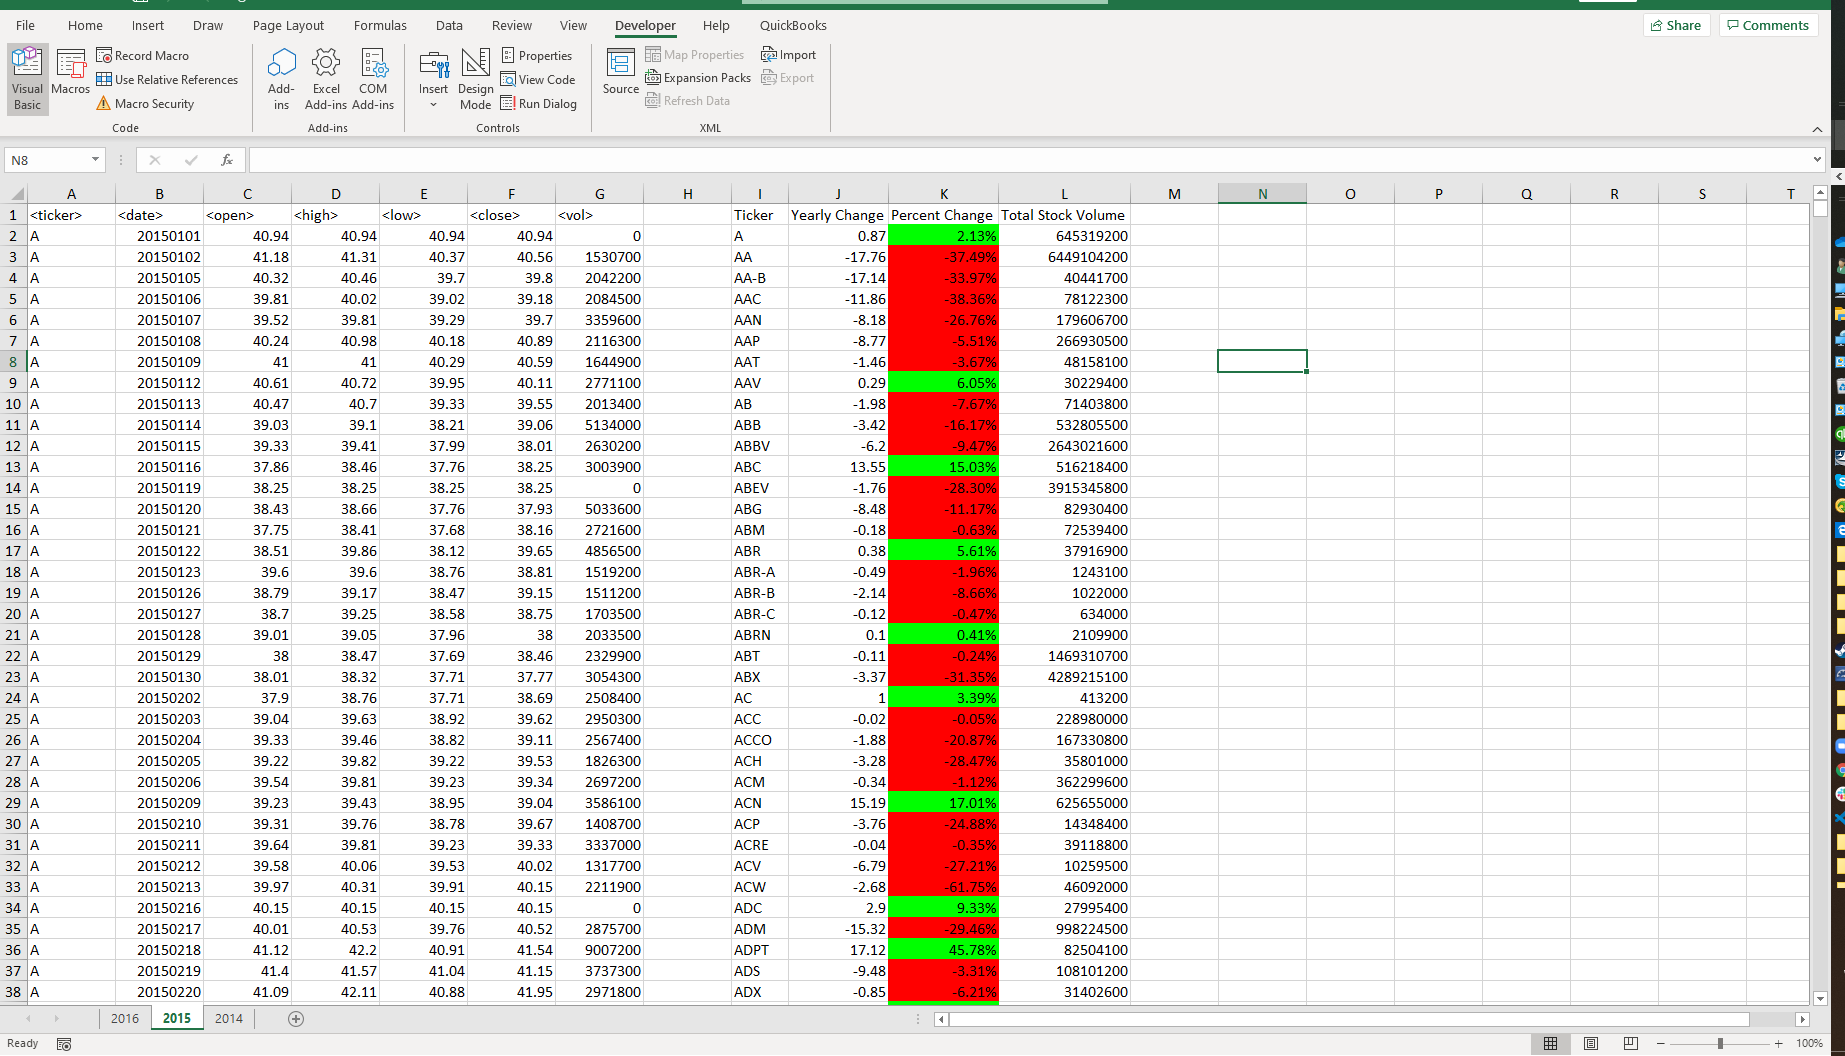 File Home Insert Draw Page Layout Formulas Data Review View Developer Help QuickBooks Share Comments
Visual Basic Macros Record Macro Use Relative References Macro Security Code
Add-ins Excel Add-ins COM Add-ins Add-ins
Insert Design Mode Properties View Code Run Dialog Controls
Source Map Properties Expansion Packs Refresh Data Import Export XML
N8 fx
A B C D E F G H I J K L M N O P Q R S T
1 <ticker> <date> <open> <high> <low> <close> <vol> Ticker Yearly Change Percent Change Total Stock Volume
2 A 20150101 40.94 40.94 40.94 40.94 0 A 0.87 2.13% 645319200
3 A 20150102 41.18 41.31 40.37 40.56 1530700 AA -17.76 -37.49% 6449104200
4 A 20150105 40.32 40.46 39.7 39.8 2042200 AA-B -17.14 -33.97% 40441700
5 A 20150106 39.81 40.02 39.02 39.18 2084500 AAC -11.86 -38.36% 78122300
6 A 20150107 39.52 39.81 39.29 39.7 3359600 AAN -8.18 -26.76% 179606700
7 A 20150108 40.24 40.98 40.18 40.89 2116300 AAP -8.77 -5.51% 266930500
8 A 20150109 41 41 40.29 40.59 1644900 AAT -1.46 -3.67% 48158100
9 A 20150112 40.61 40.72 39.95 40.11 2771100 AAV 0.29 6.05% 30229400
10 A 20150113 40.47 40.7 39.33 39.55 2013400 AB -1.98 -7.67% 71403800
11 A 20150114 39.03 39.1 38.21 39.06 5134000 ABB -3.42 -16.17% 532805500
12 A 20150115 39.33 39.41 37.99 38.01 2630200 ABBV -6.2 -9.47% 2643021600
13 A 20150116 37.86 38.46 37.76 38.25 3003900 ABC 13.55 15.03% 516218400
14 A 20150119 38.25 38.25 38.25 38.25 0 ABEV -1.76 -28.30% 3915345800
15 A 20150120 38.43 38.66 37.76 37.93 5033600 ABG -8.48 -11.17% 82930400
16 A 20150121 37.75 38.41 37.68 38.16 2721600 ABM -0.18 -0.63% 72539400
17 A 20150122 38.51 39.86 38.12 39.65 4856500 ABR 0.38 5.61% 37916900
18 A 20150123 39.6 39.6 38.76 38.81 1519200 ABR-A -0.49 -1.96% 1243100
19 A 20150126 38.79 39.17 38.47 39.15 1511200 ABR-B -2.14 -8.66% 1022000
20 A 20150127 38.7 39.25 38.58 38.75 1703500 ABR-C -0.12 -0.47% 634000
21 A 20150128 39.01 39.05 37.96 38 2033500 ABRN 0.1 0.41% 2109900
22 A 20150129 38 38.47 37.69 38.46 2329900 ABT -0.11 -0.24% 1469310700
23 A 20150130 38.01 38.32 37.71 37.77 3054300 ABX -3.37 -31.35% 4289215100
24 A 20150202 37.9 38.76 37.71 38.69 2508400 AC 1 3.39% 413200
25 A 20150203 39.04 39.63 38.92 39.62 2950300 ACC -0.02 -0.05% 228980000
26 A 20150204 39.33 39.46 38.82 39.11 2567400 ACCO -1.88 -20.87% 167330800
27 A 20150205 39.22 39.82 39.22 39.53 1826300 ACH -3.28 -28.47% 35801000
28 A 20150206 39.54 39.81 39.23 39.34 2697200 ACM -0.34 -1.12% 362299600
29 A 20150209 39.23 39.43 38.95 39.04 3586100 ACN 15.19 17.01% 625655000
30 A 20150210 39.31 39.76 38.78 39.67 1408700 ACP -3.76 -24.88% 14348400
31 A 20150211 39.64 39.81 39.23 39.33 3337000 ACRE -0.04 -0.35% 39118800
32 A 20150212 39.58 40.06 39.53 40.02 1317700 ACV -6.79 -27.21% 10259500
33 A 20150213 39.97 40.31 39.91 40.15 2211900 ACW -2.68 -61.75% 46092000
34 A 20150216 40.15 40.15 40.15 40.15 0 ADC 2.9 9.33% 27995400
35 A 20150217 40.01 40.53 39.76 40.52 2875700 ADM -15.32 -29.46% 998224500
36 A 20150218 41.12 42.2 40.91 41.54 9007200 ADPT 17.12 45.78% 82504100
37 A 20150219 41.4 41.57 41.04 41.15 3737300 ADS -9.48 -3.31% 108101200
38 A 20150220 41.09 42.11 40.88 41.95 2971800 ADX -0.85 -6.21% 31402600
2016 2015 2014
Ready 100%